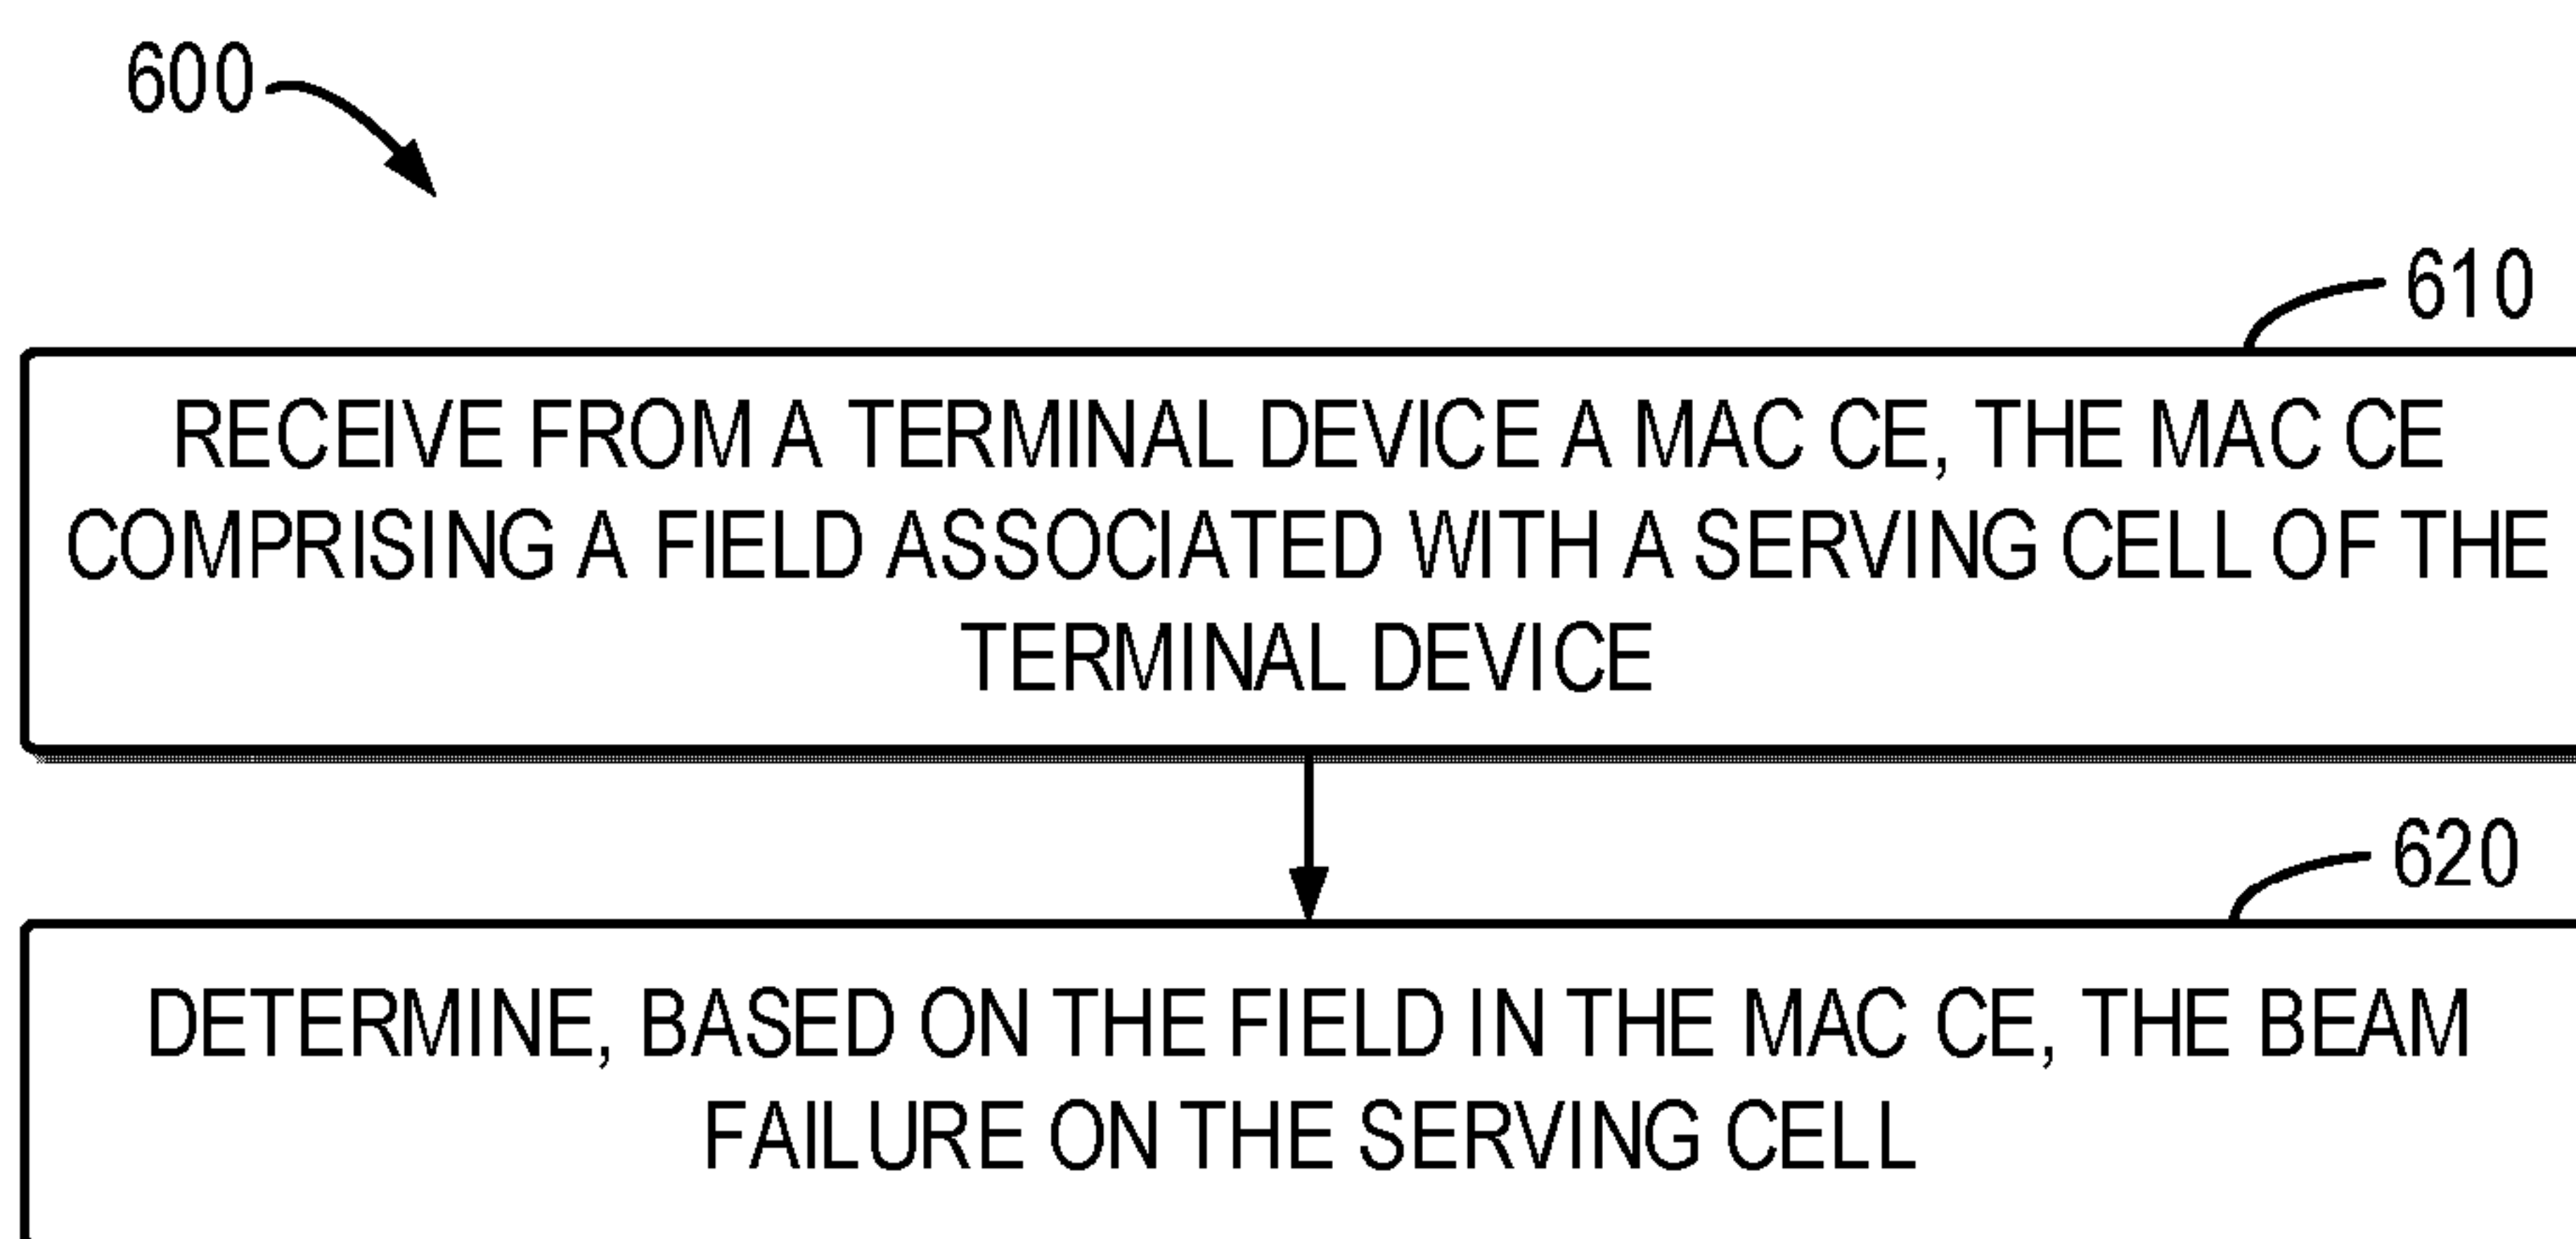 600
610
RECEIVE FROM A TERMINAL DEVICE A MAC CE, THE MAC CE
COMPRISING A FIELD ASSOCIATED WITH A SERVING CELL OF THE
TERMINAL DEVICE
620
DETERMINE, BASED ON THE FIELD IN THE MAC CE, THE BEAM
FAILURE ON THE SERVING CELL